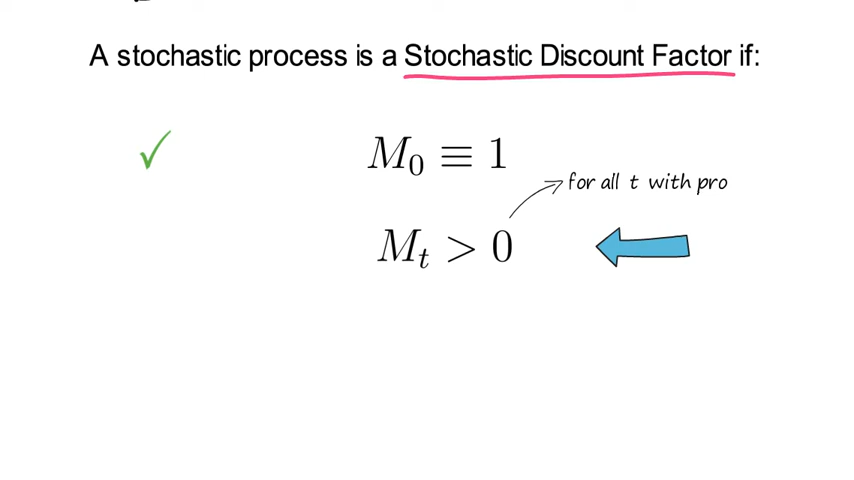 A stochastic process is a Stochastic Discount Factor if:
M₀ ≡ 1
for all t with pro
Mₜ > 0